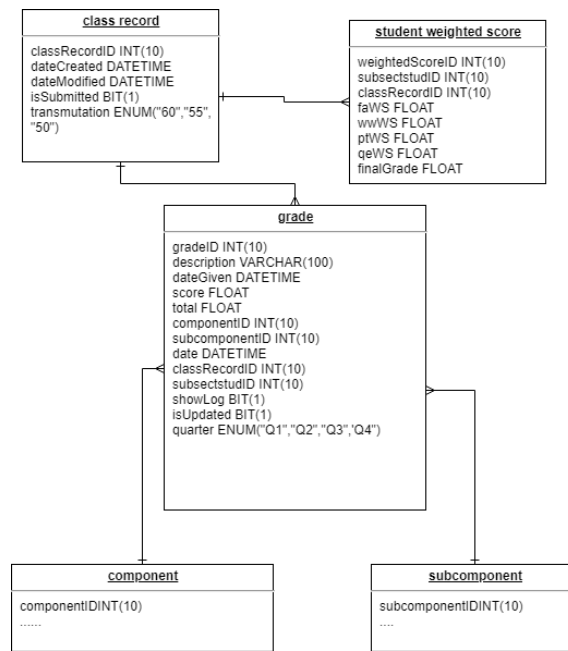 class record
classRecordID INT(10)
dateCreated DATETIME
dateModified DATETIME
isSubmitted BIT(1)
transmutation ENUM("60","55",
"50")
student weighted score
weightedScoreID INT(10)
subsectstudID INT(10)
classRecordID INT(10)
faWS FLOAT
wwWS FLOAT
ptWS FLOAT
qeWS FLOAT
finalGrade FLOAT
grade
gradeID INT(10)
description VARCHAR(100)
dateGiven DATETIME
score FLOAT
total FLOAT
componentID INT(10)
subcomponentID INT(10)
date DATETIME
classRecordID INT(10)
subsectstudID INT(10)
showLog BIT(1)
isUpdated BIT(1)
quarter ENUM("Q1","Q2","Q3",'Q4")
component
componentIDINT(10)
......
subcomponent
subcomponentIDINT(10)
....